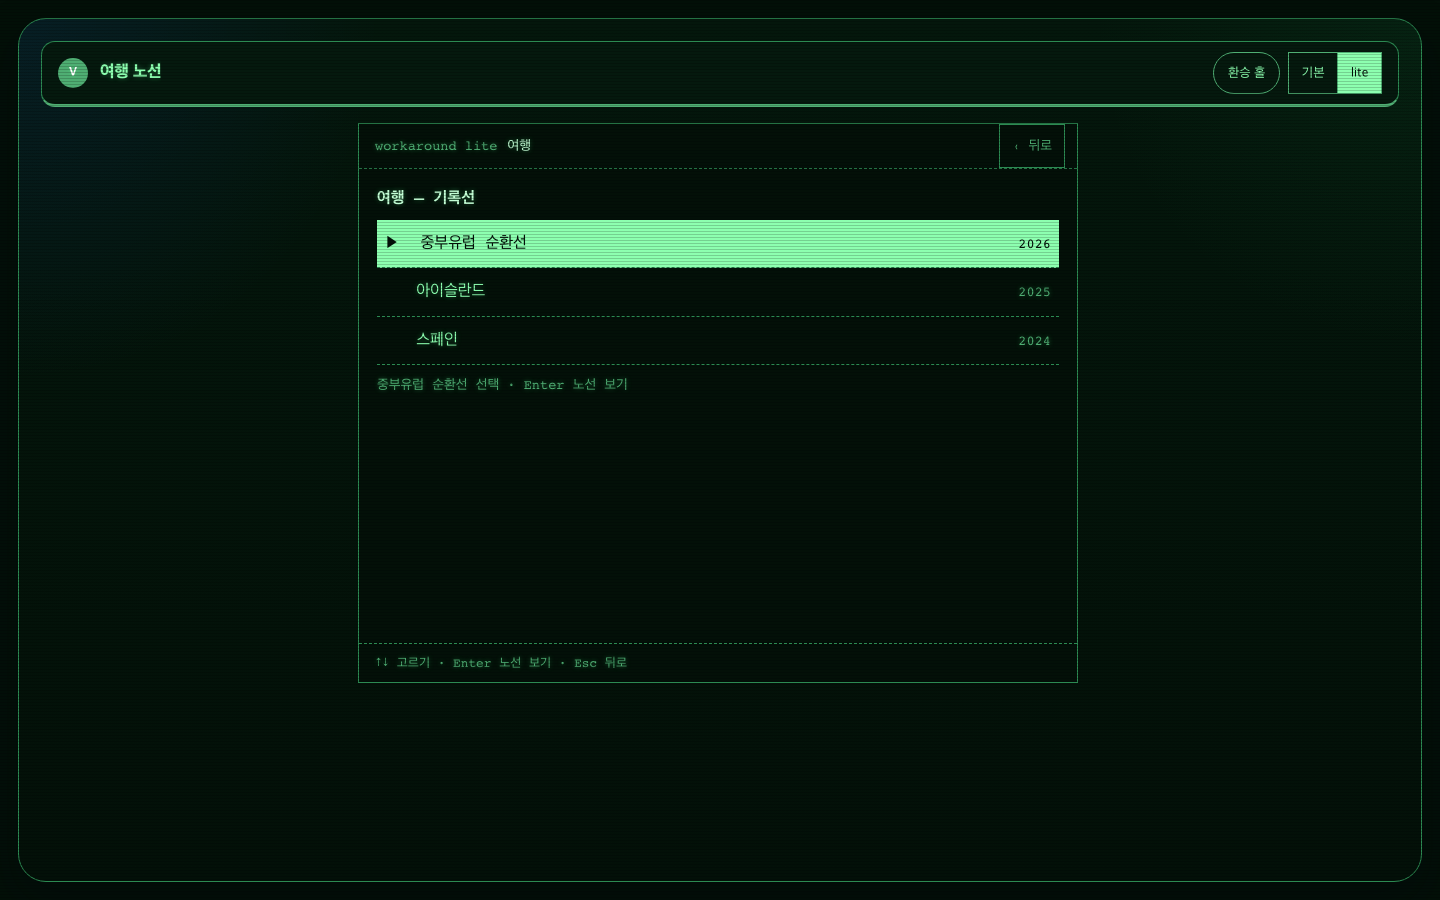 V 여행 노선
환승 홀 기본 lite
workaround lite 여행 ‹ 뒤로
여행 — 기록선
▶ 중부유럽 순환선 2026
아이슬란드 2025
스페인 2024
중부유럽 순환선 선택 · Enter 노선 보기
↑↓ 고르기 · Enter 노선 보기 · Esc 뒤로